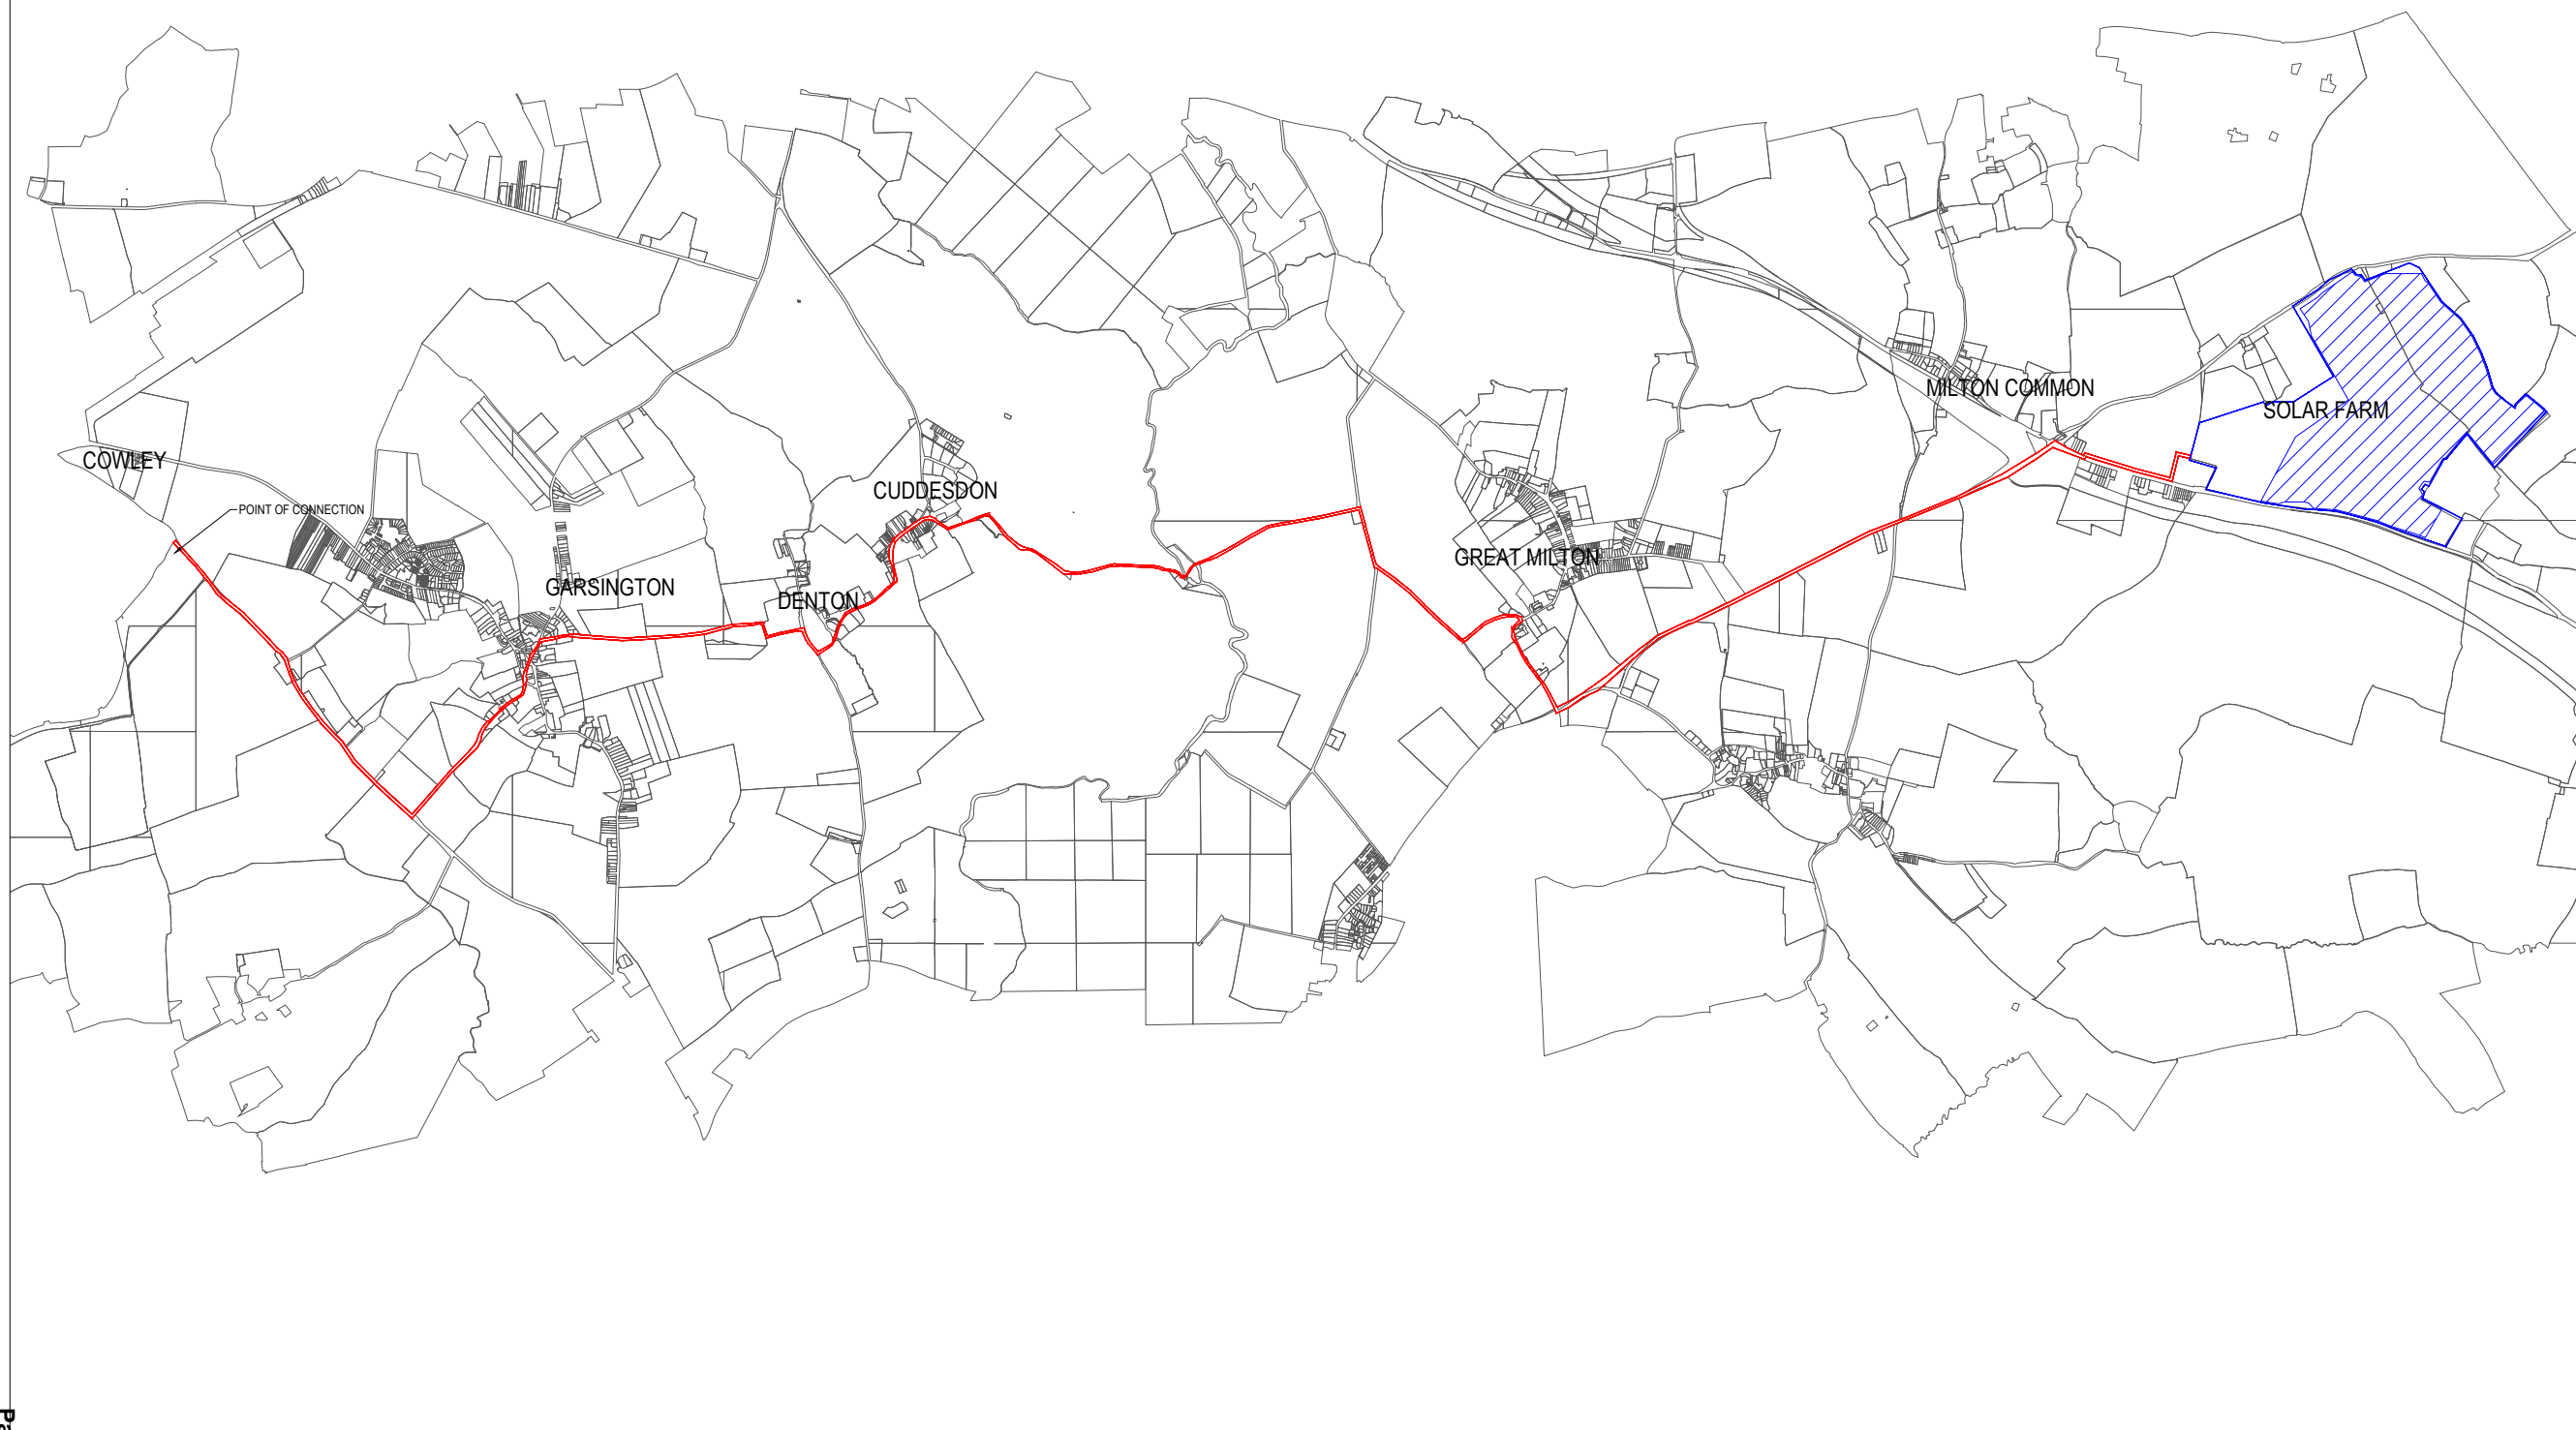 MILTON COMMON
SOLAR FARM
COWLEY
CUDDESDON
POINT OF CONNECTION
GREAT MILTON
GARSINGTON
DENTON